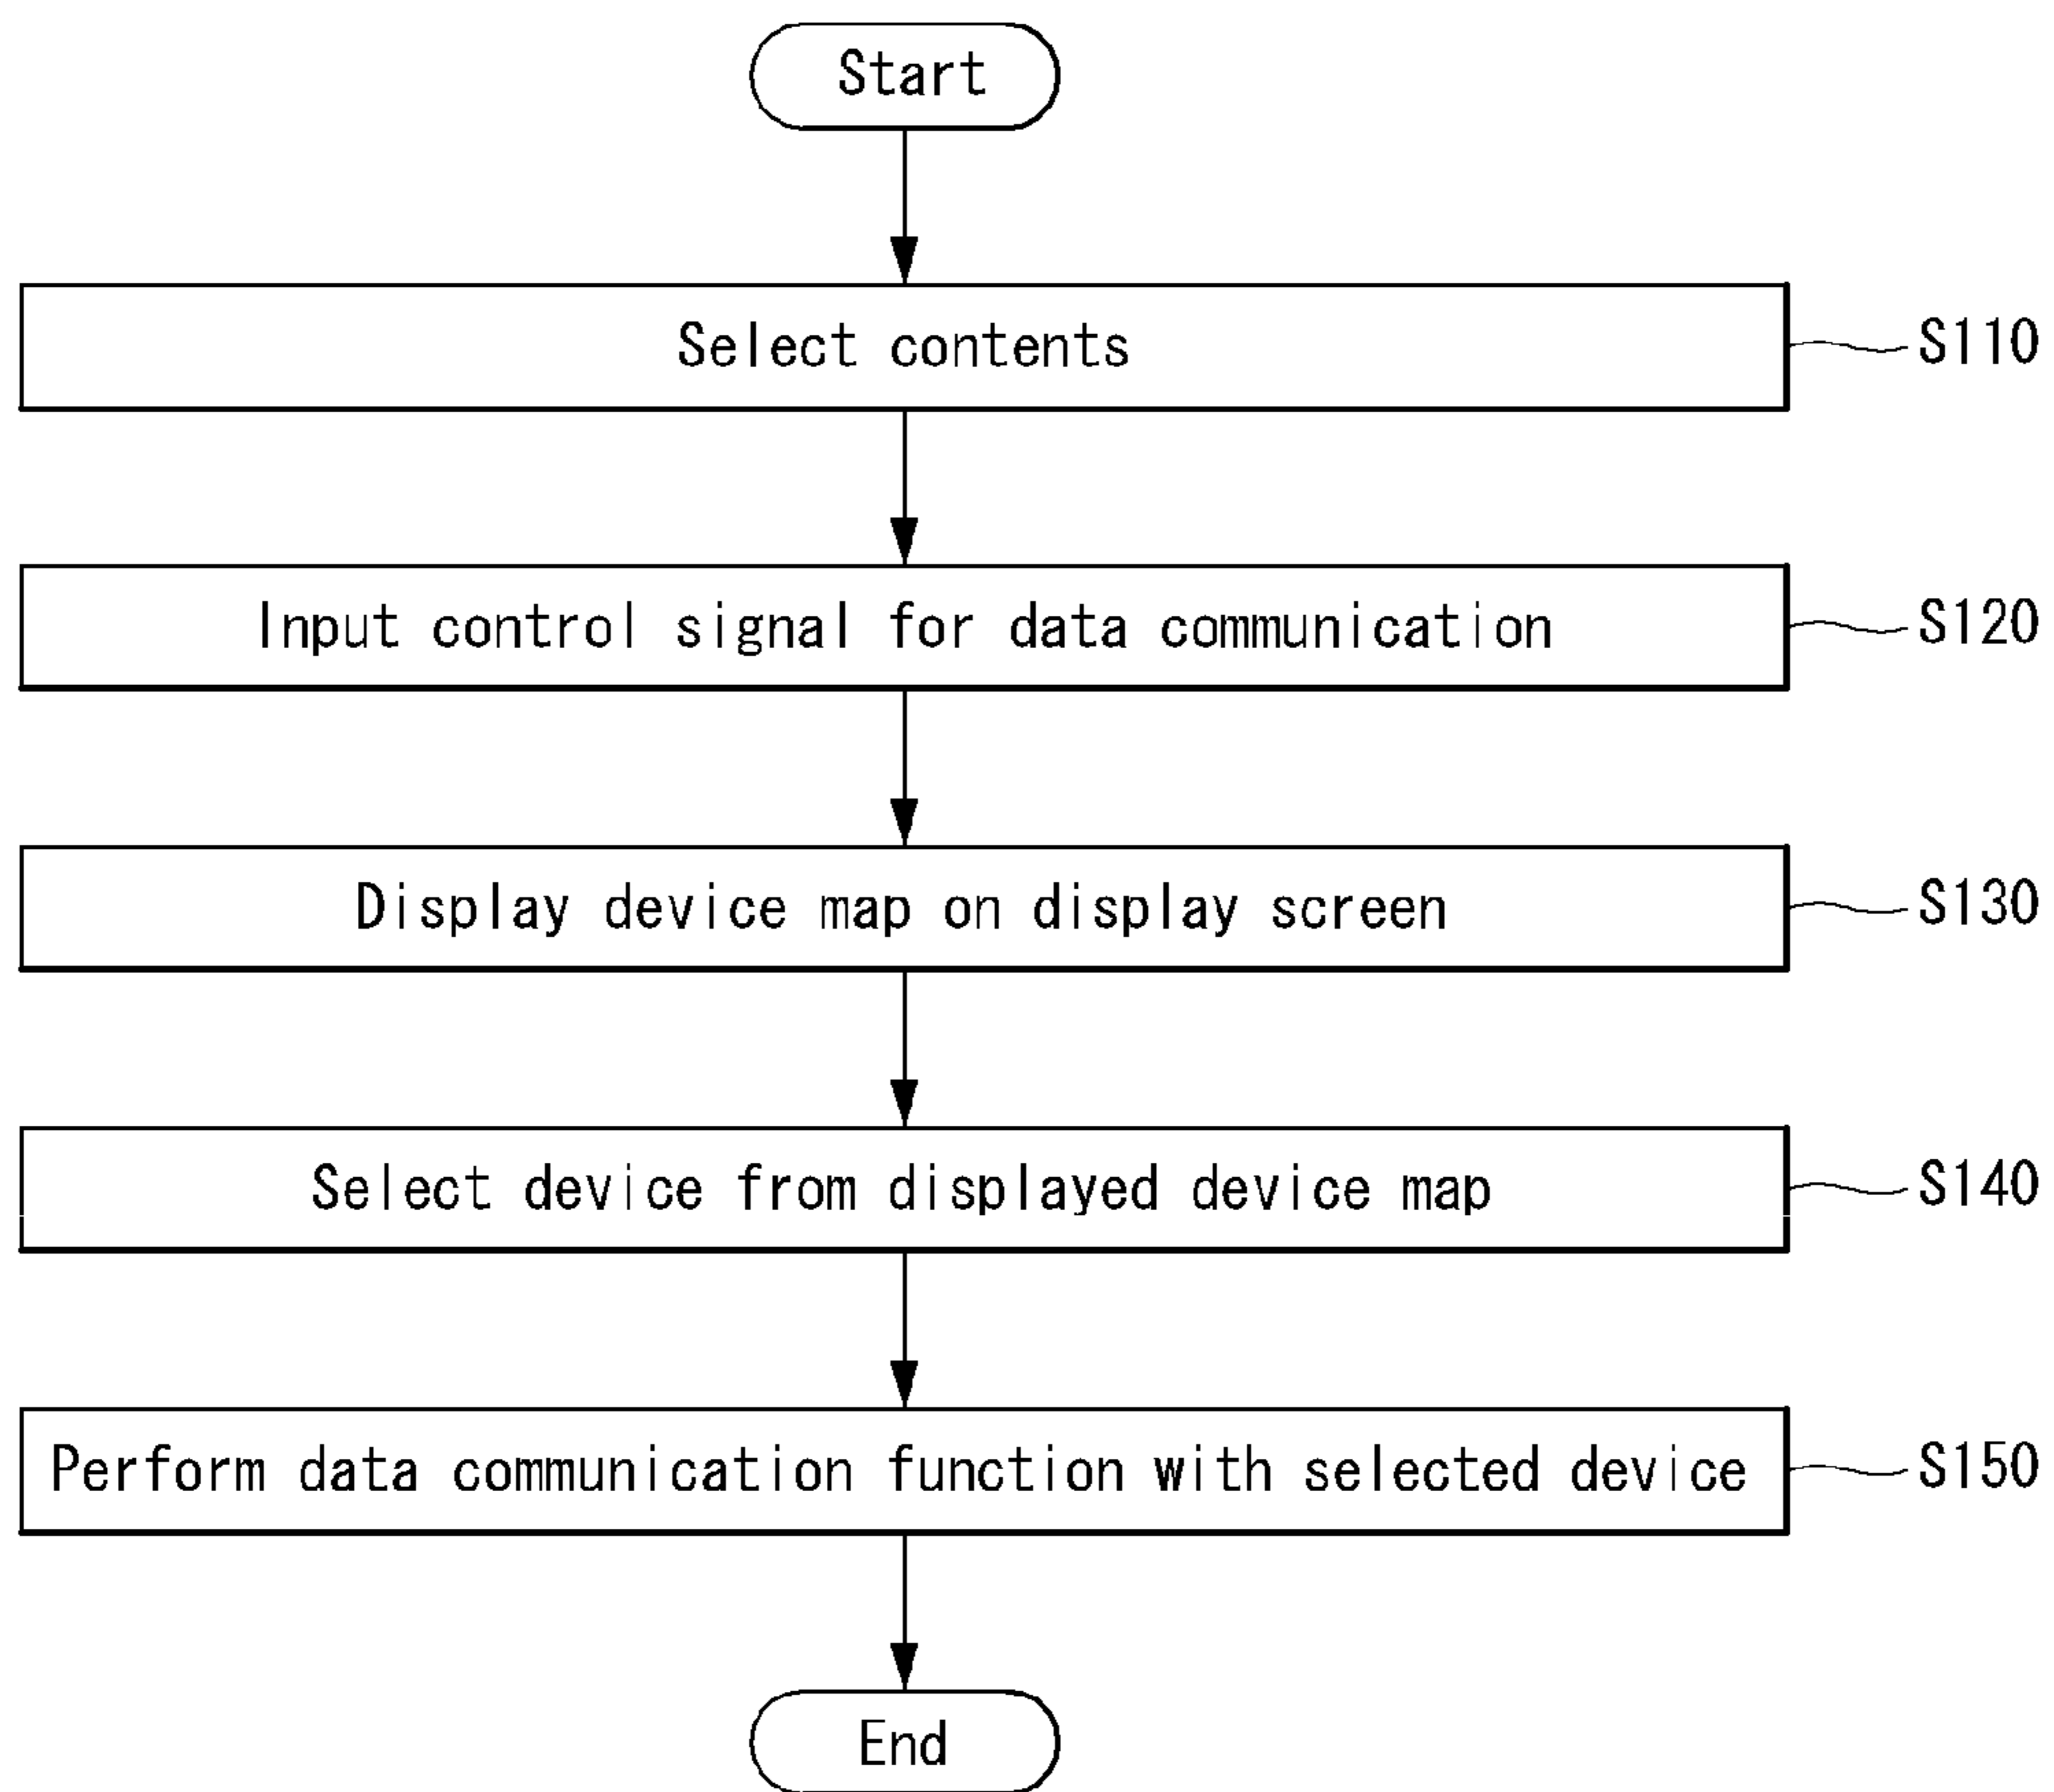 Start
Select contents
S110
Input control signal for data communication
S120
Display device map on display screen
S130
Select device from displayed device map
S140
Perform data communication function with selected device
S150
End